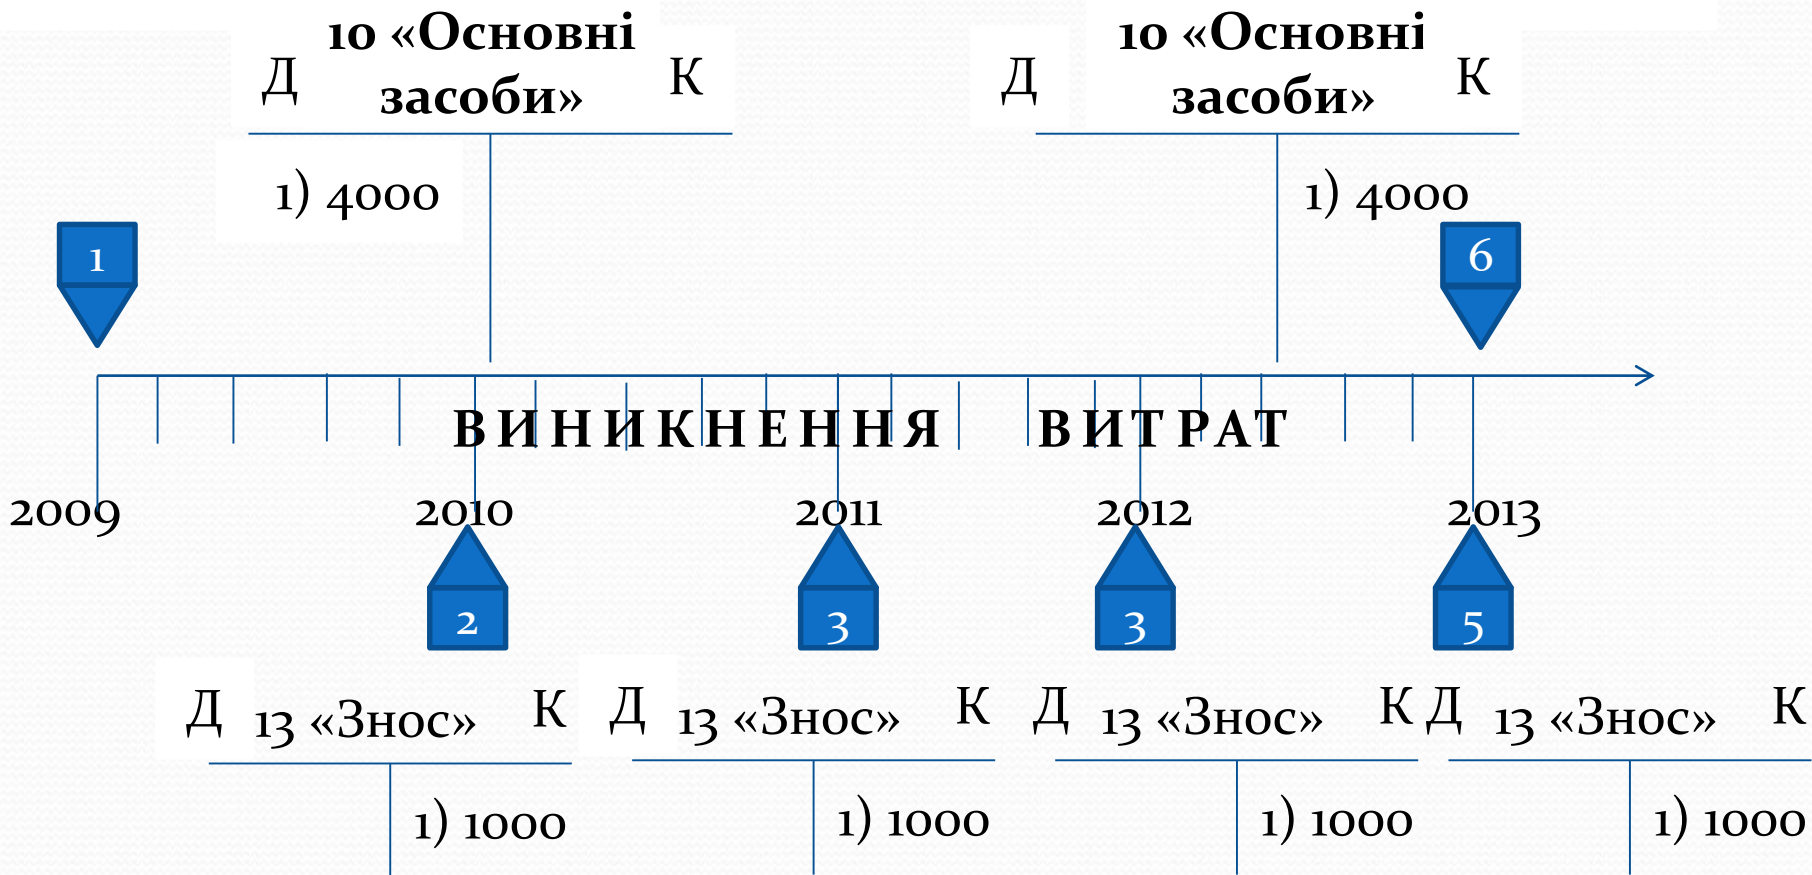 Д 10 «Основні засоби» К
1) 4000
Д 10 «Основні засоби» К
1) 4000
1
6
ВИНИКНЕННЯ ВИТРАТ
2009 2010 2011 2012 2013
2 3 3 5
Д 13 «Знос» К Д 13 «Знос» К Д 13 «Знос» К Д 13 «Знос» К
1) 1000 1) 1000 1) 1000 1) 1000